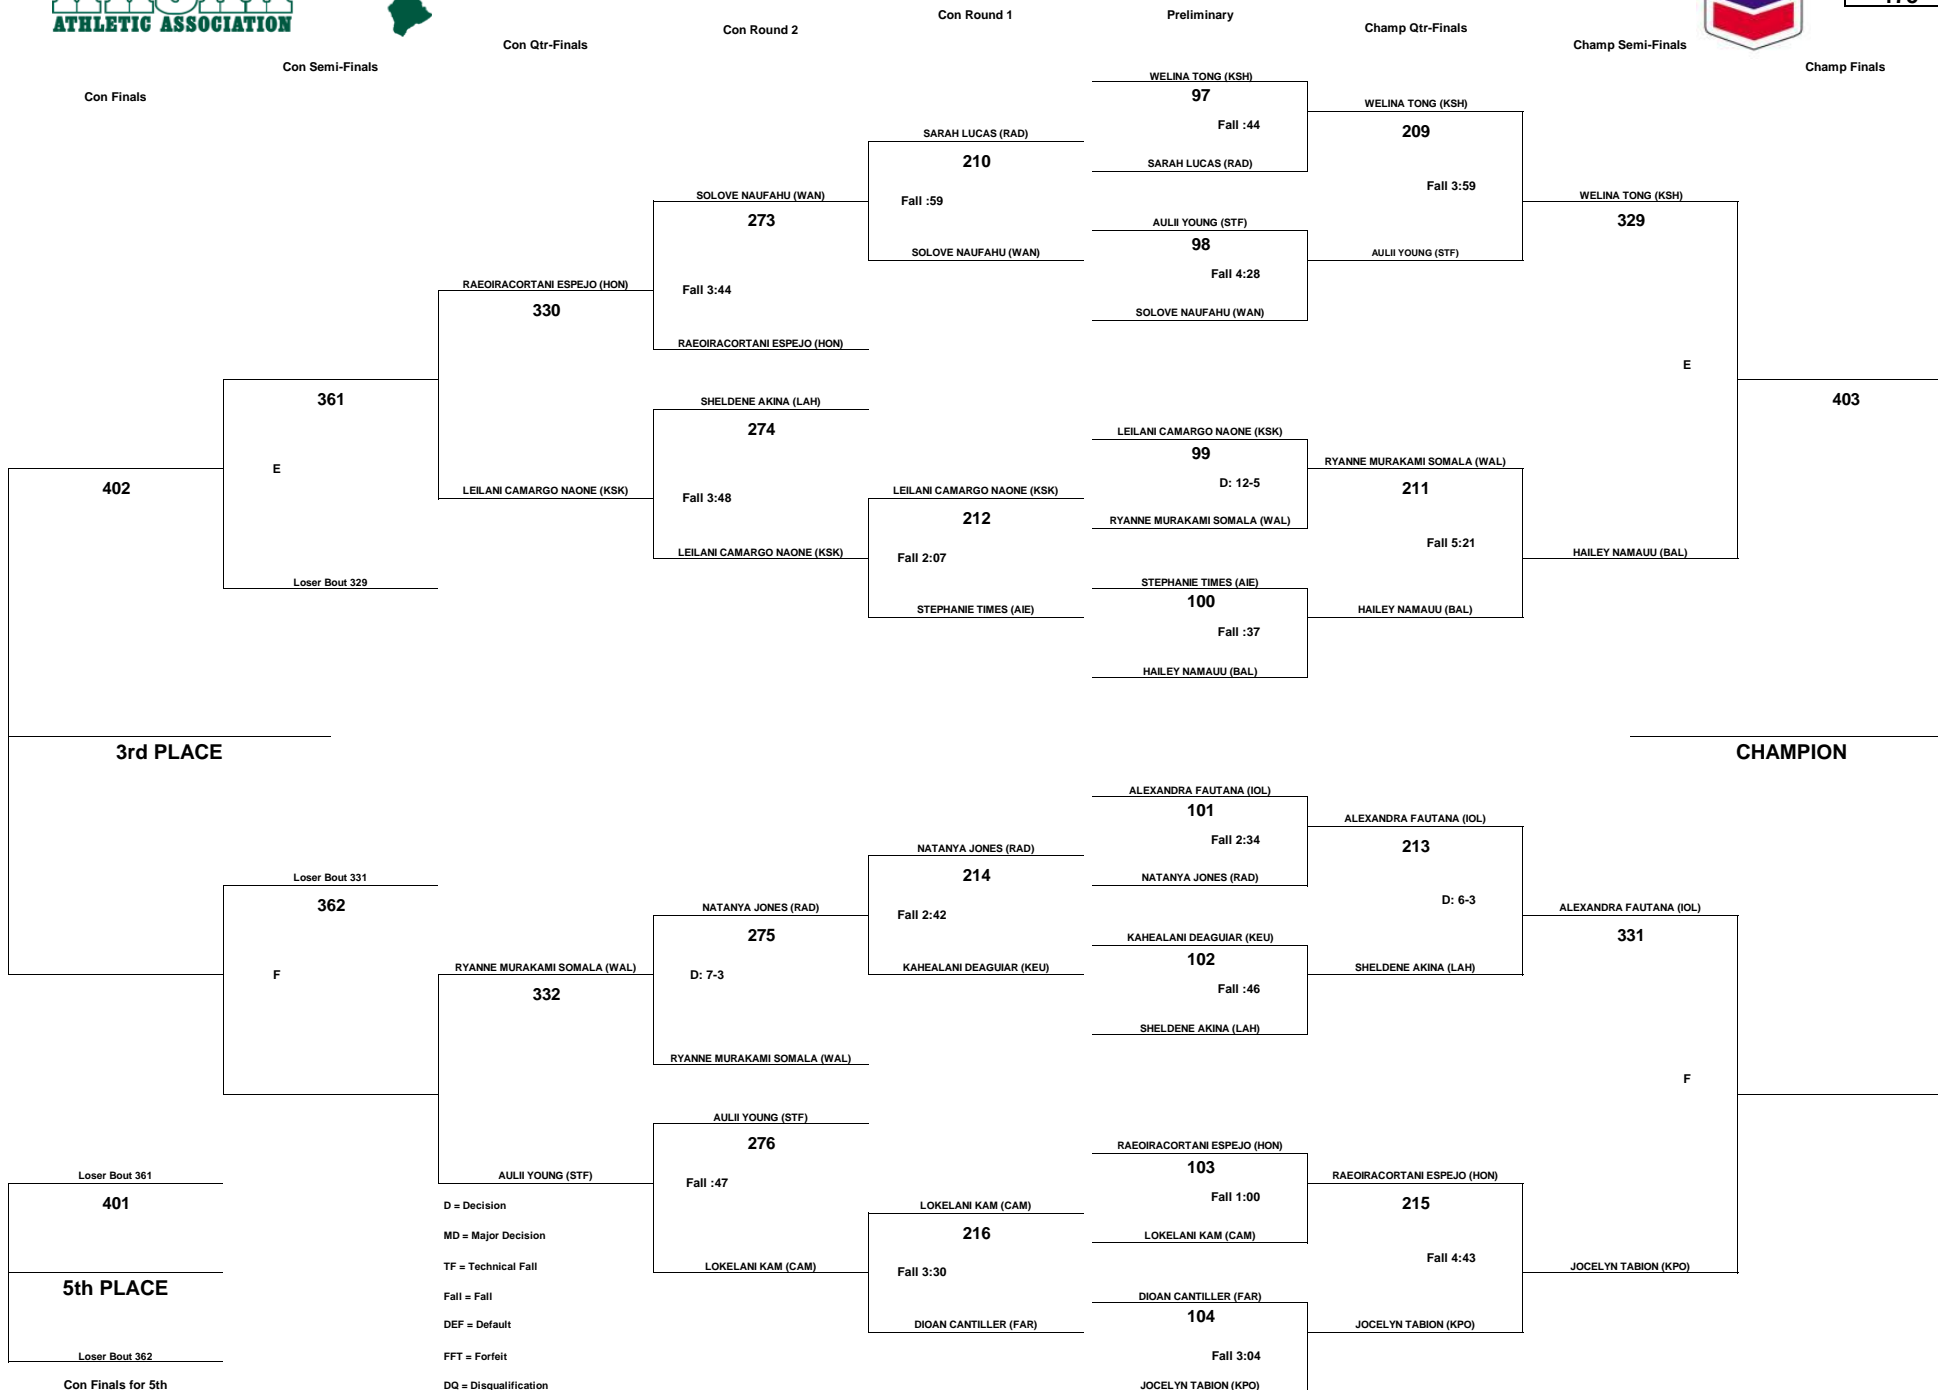 ATHLETIC ASSOCIATION
Con Finals
Con Semi-Finals
Con Qtr-Finals
Con Round 2
Con Round 1
Preliminary
Champ Qtr-Finals
Champ Semi-Finals
Champ Finals
WELINA TONG (KSH)
97
Fall :44
SARAH LUCAS (RAD)
WELINA TONG (KSH)
209
Fall 3:59
SARAH LUCAS (RAD)
210
Fall :59
SOLOVE NAUFAHU (WAN)
SOLOVE NAUFAHU (WAN)
273
Fall 3:44
RAEOIRACORTANI ESPEJO (HON)
AULII YOUNG (STF)
98
Fall 4:28
SOLOVE NAUFAHU (WAN)
AULII YOUNG (STF)
WELINA TONG (KSH)
329
E
RAEOIRACORTANI ESPEJO (HON)
330
361
E
402
403
SHELDENE AKINA (LAH)
274
Fall 3:48
LEILANI CAMARGO NAONE (KSK)
LEILANI CAMARGO NAONE (KSK)
LEILANI CAMARGO NAONE (KSK)
99
D: 12-5
RYANNE MURAKAMI SOMALA (WAL)
RYANNE MURAKAMI SOMALA (WAL)
211
Fall 5:21
LEILANI CAMARGO NAONE (KSK)
212
Fall 2:07
STEPHANIE TIMES (AIE)
STEPHANIE TIMES (AIE)
100
Fall :37
HAILEY NAMAUU (BAL)
HAILEY NAMAUU (BAL)
HAILEY NAMAUU (BAL)
Loser Bout 329
3rd PLACE
CHAMPION
ALEXANDRA FAUTANA (IOL)
101
Fall 2:34
NATANYA JONES (RAD)
ALEXANDRA FAUTANA (IOL)
213
D: 6-3
NATANYA JONES (RAD)
214
Fall 2:42
KAHEALANI DEAGUIAR (KEU)
Loser Bout 331
362
F
NATANYA JONES (RAD)
275
D: 7-3
RYANNE MURAKAMI SOMALA (WAL)
KAHEALANI DEAGUIAR (KEU)
102
Fall :46
SHELDENE AKINA (LAH)
SHELDENE AKINA (LAH)
ALEXANDRA FAUTANA (IOL)
331
F
RYANNE MURAKAMI SOMALA (WAL)
332
AULII YOUNG (STF)
AULII YOUNG (STF)
276
Fall :47
LOKELANI KAM (CAM)
RAEOIRACORTANI ESPEJO (HON)
103
Fall 1:00
LOKELANI KAM (CAM)
RAEOIRACORTANI ESPEJO (HON)
215
Fall 4:43
LOKELANI KAM (CAM)
216
Fall 3:30
DIOAN CANTILLER (FAR)
DIOAN CANTILLER (FAR)
104
Fall 3:04
JOCELYN TABION (KPO)
JOCELYN TABION (KPO)
JOCELYN TABION (KPO)
Loser Bout 361
401
5th PLACE
Loser Bout 362
Con Finals for 5th
D = Decision
MD = Major Decision
TF = Technical Fall
Fall = Fall
DEF = Default
FFT = Forfeit
DQ = Disqualification